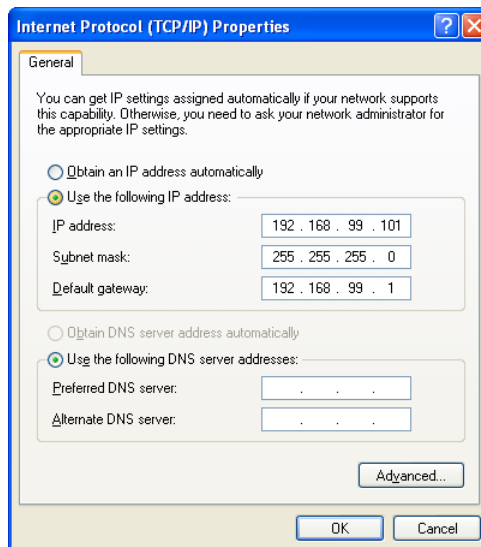 Internet Protocol (TCP/IP) Properties
General
You can get IP settings assigned automatically if your network supports
this capability. Otherwise, you need to ask your network administrator for
the appropriate IP settings.
Obtain an IP address automatically
Use the following IP address:
IP address: 192 . 168 . 99 . 101
Subnet mask: 255 . 255 . 255 . 0
Default gateway: 192 . 168 . 99 . 1
Obtain DNS server address automatically
Use the following DNS server addresses:
Preferred DNS server: . . .
Alternate DNS server: . . .
Advanced...
OK Cancel